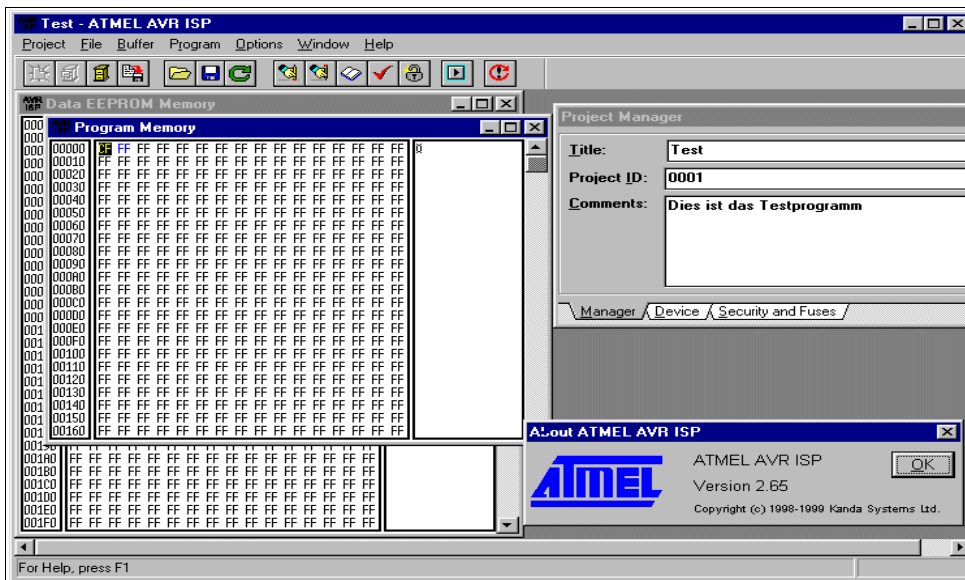 Test - ATMEL AVR ISP
Project File Buffer Program Options Window Help
Data EEPROM Memory
Program Memory
00000 FF FF FF FF FF FF FF FF FF FF FF FF FF FF FF
00010 FF FF FF FF FF FF FF FF FF FF FF FF FF FF FF FF
00020 FF FF FF FF FF FF FF FF FF FF FF FF FF FF FF FF
00030 FF FF FF FF FF FF FF FF FF FF FF FF FF FF FF FF
00040 FF FF FF FF FF FF FF FF FF FF FF FF FF FF FF FF
00050 FF FF FF FF FF FF FF FF FF FF FF FF FF FF FF FF
00060 FF FF FF FF FF FF FF FF FF FF FF FF FF FF FF FF
00070 FF FF FF FF FF FF FF FF FF FF FF FF FF FF FF FF
00080 FF FF FF FF FF FF FF FF FF FF FF FF FF FF FF FF
00090 FF FF FF FF FF FF FF FF FF FF FF FF FF FF FF FF
000A0 FF FF FF FF FF FF FF FF FF FF FF FF FF FF FF FF
000B0 FF FF FF FF FF FF FF FF FF FF FF FF FF FF FF FF
000C0 FF FF FF FF FF FF FF FF FF FF FF FF FF FF FF FF
000D0 FF FF FF FF FF FF FF FF FF FF FF FF FF FF FF FF
000E0 FF FF FF FF FF FF FF FF FF FF FF FF FF FF FF FF
000F0 FF FF FF FF FF FF FF FF FF FF FF FF FF FF FF FF
00100 FF FF FF FF FF FF FF FF FF FF FF FF FF FF FF FF
00110 FF FF FF FF FF FF FF FF FF FF FF FF FF FF FF FF
00120 FF FF FF FF FF FF FF FF FF FF FF FF FF FF FF FF
00130 FF FF FF FF FF FF FF FF FF FF FF FF FF FF FF FF
00140 FF FF FF FF FF FF FF FF FF FF FF FF FF FF FF FF
00150 FF FF FF FF FF FF FF FF FF FF FF FF FF FF FF FF
00160 FF FF FF FF FF FF FF FF FF FF FF FF FF FF FF FF
001A0 FF FF FF FF FF FF FF FF FF FF FF FF FF FF FF FF
001B0 FF FF FF FF FF FF FF FF FF FF FF FF FF FF FF FF
001C0 FF FF FF FF FF FF FF FF FF FF FF FF FF FF FF FF
001D0 FF FF FF FF FF FF FF FF FF FF FF FF FF FF FF FF
001E0 FF FF FF FF FF FF FF FF FF FF FF FF FF FF FF FF
001F0 FF FF FF FF FF FF FF FF FF FF FF FF FF FF FF FF
Project Manager
Title: Test
Project ID: 0001
Comments: Dies ist das Testprogramm
Manager Device Security and Fuses
About ATMEL AVR ISP
ATMEL
ATMEL AVR ISP
OK
Version 2.65
Copyright (c) 1998-1999 Kanda Systems Ltd.
For Help, press F1